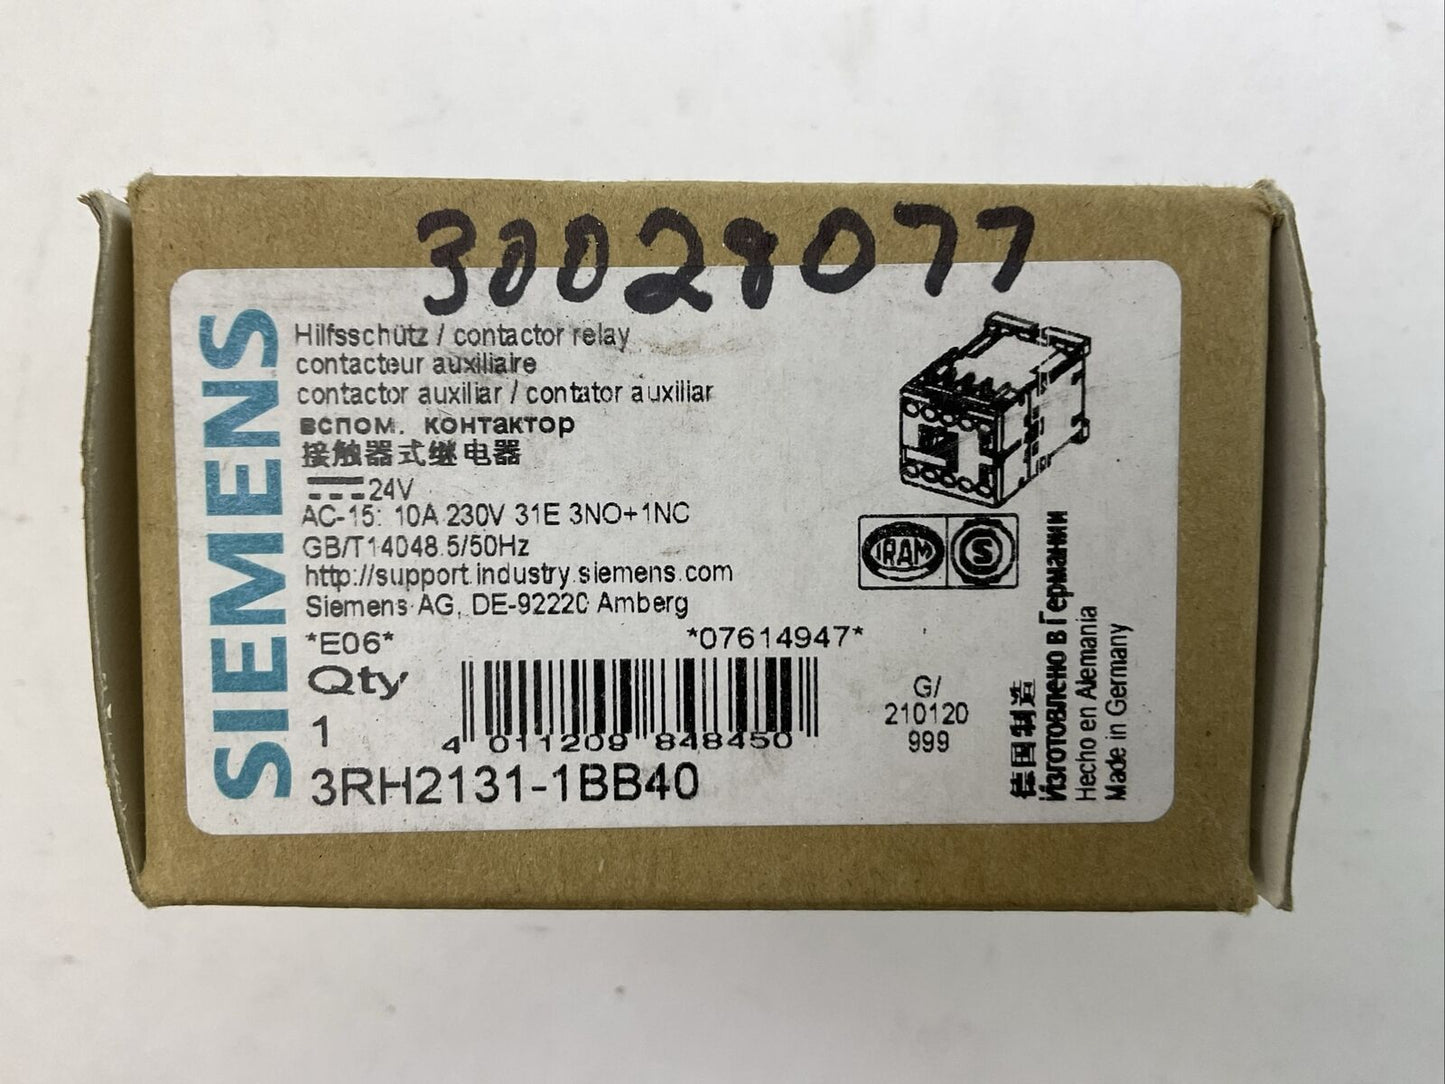 30028077
SIEMENS
Hilfsschütz / contactor relay
contacteur auxiliaire
contactor auxiliar / contator auxiliar
вспом. контактор
接触器式继电器
24V
AC-15: 10A 230V 31E 3NO+1NC
GB/T14048.5/50Hz
http://support.industry.siemens.com
Siemens AG, DE-92220 Amberg
*E06* *07614947*
Qty
1
4 011209 848450
3RH2131-1BB40
IRAM S
G/
210120
999
德国制造
Изготовлено в Германии
Hecho en Alemania
Made in Germany